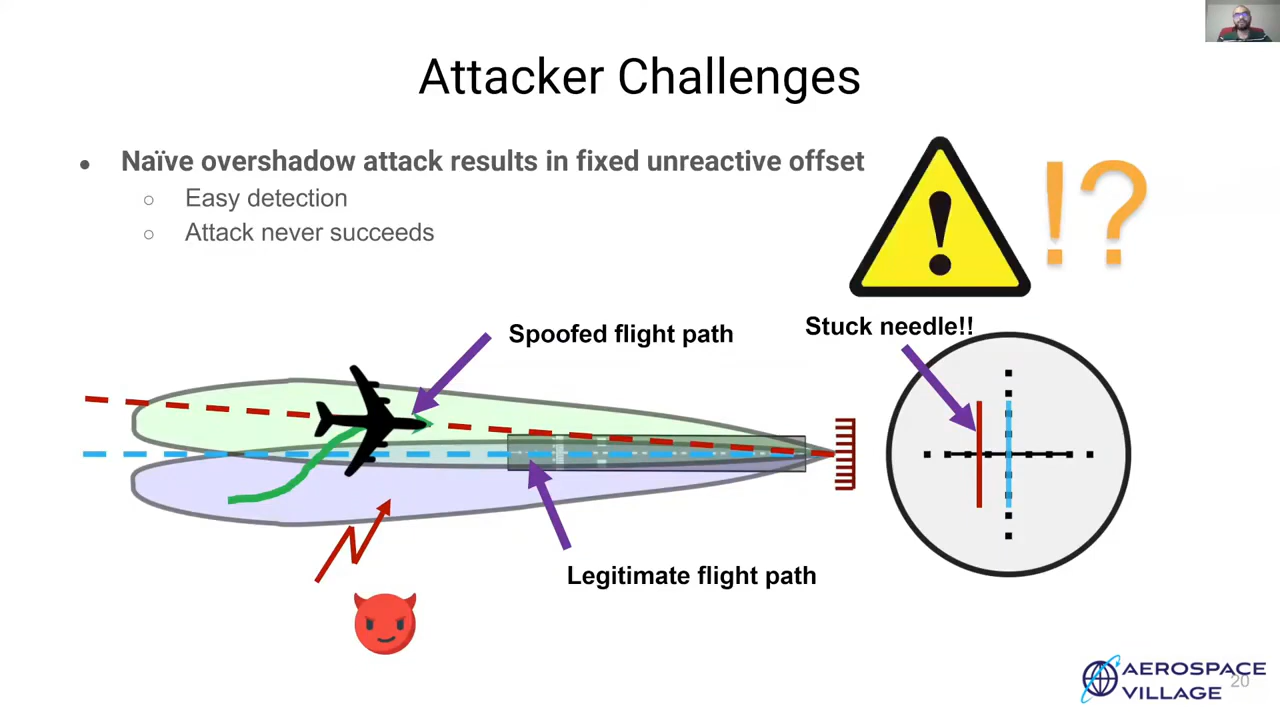 Attacker Challenges
● Naïve overshadow attack results in fixed unreactive offset
○ Easy detection
○ Attack never succeeds
!?
Spoofed flight path
Stuck needle!!
Legitimate flight path
AEROSPACE
VILLAGE
20